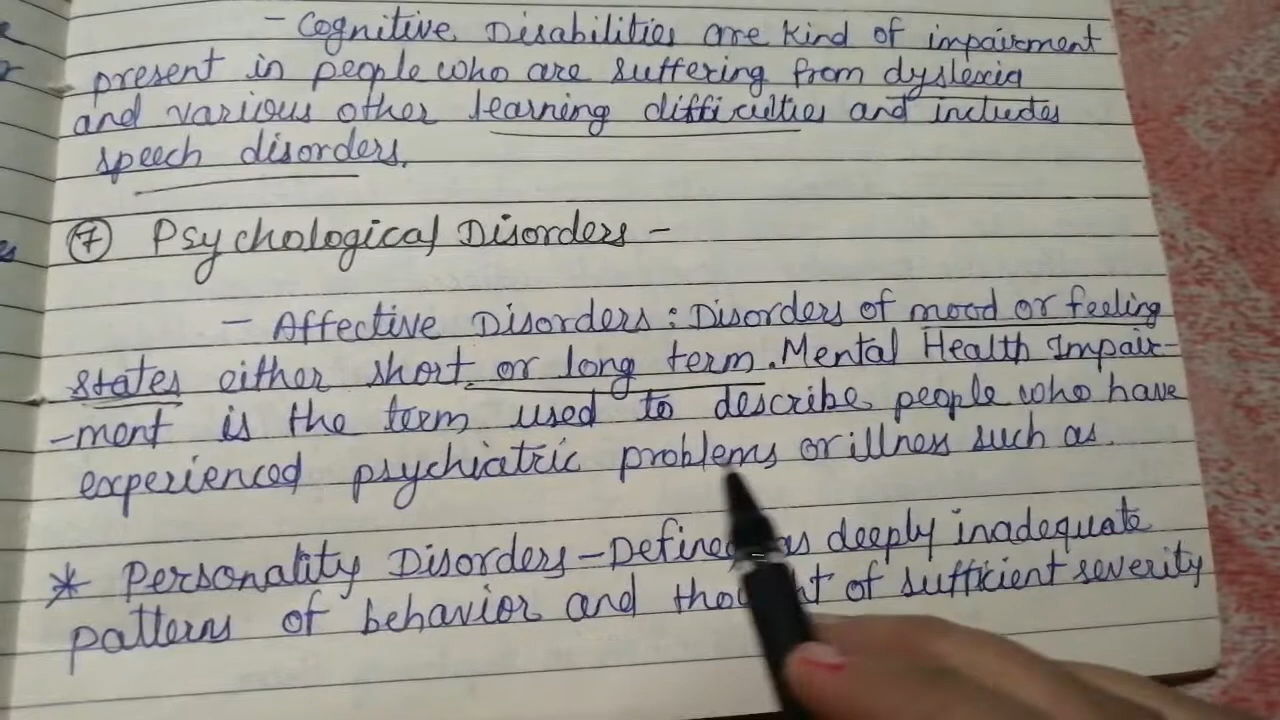 - Cognitive Disabilities are kind of impairment
present in people who are suffering from dyslexia
and various other learning difficulties and includes
speech disorders.
7 Psychological Disorders -
- Affective Disorders : Disorders of mood or feeling
states either short or long term. Mental Health Impair-
-ment is the term used to describe people who have
experienced psychiatric problems or illness such as
* Personality Disorders - Defined as deeply inadequate
patterns of behavior and thought of sufficient severity